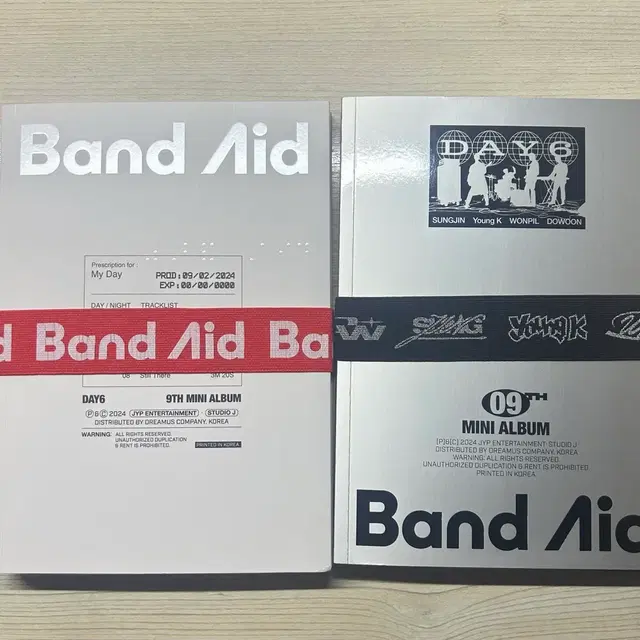 Band Aid
Prescription for:
My Day
PROD:09/02/2024
EXP:00/00/0000
DAY / NIGHT TRACKLIST
Band Aid Ba
08 Still There 3M 20S
DAY6 9TH MINI ALBUM
Ⓟ&© 2024 JYP ENTERTAINMENT · STUDIO J
DISTRIBUTED BY DREAMUS COMPANY. KOREA
WARNING: ALL RIGHTS RESERVED.
UNAUTHORIZED DUPLICATION
& RENT IS PROHIBITED.
PRINTED IN KOREA
DAY6
SUNGJIN Young K WONPIL DOWOON
Young K
09TH
MINI ALBUM
[P]&[C] 2024 JYP ENTERTAINMENT· STUDIO J
DISTRIBUTED BY DREAMUS COMPANY. KOREA
WARNING: ALL RIGHTS RESERVED.
UNAUTHORIZED DUPLICATION & RENT IS PROHIBITED
PRINTED IN KOREA.
Band Aid